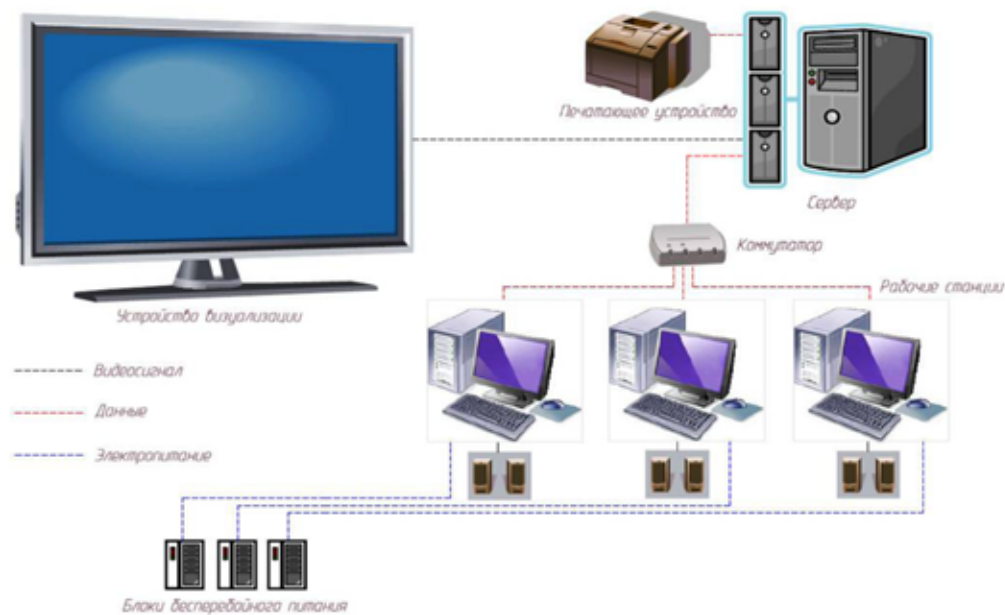 Печатающее устройство
Сервер
Коммутатор
Рабочие станции
Устройство визуализации
Видеосигнал
Данные
Электропитание
Блоки бесперебойного питания